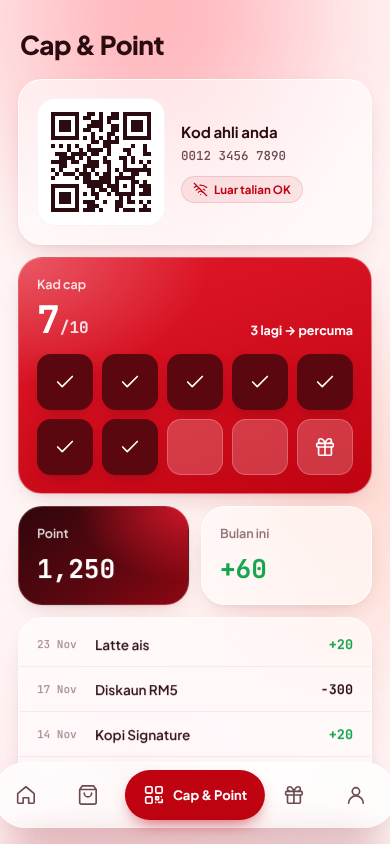 Cap & Point
Kod ahli anda
0012 3456 7890
Luar talian OK
Kad cap
7/10
3 lagi → percuma
Point
1,250
Bulan ini
+60
23 Nov Latte ais +20
17 Nov Diskaun RM5 -300
14 Nov Kopi Signature +20
Cap & Point